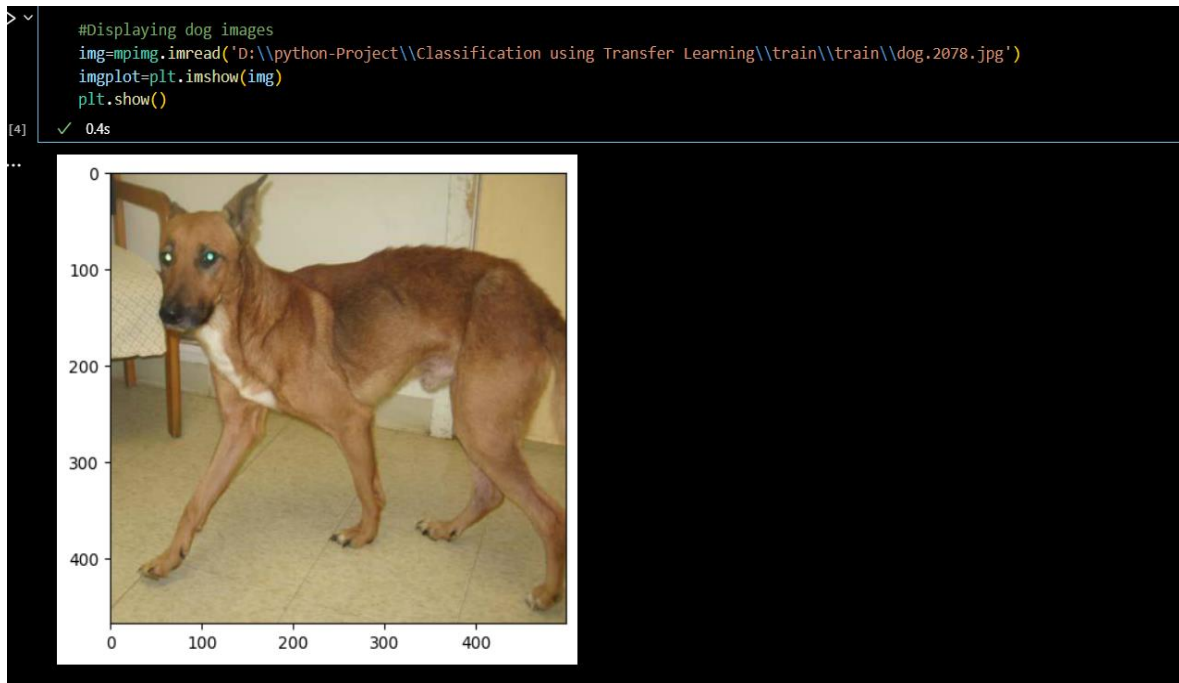 #Displaying dog images
img=mpimg.imread('D:\\python-Project\\Classification using Transfer Learning\\train\\train\\dog.2078.jpg')
imgplot=plt.imshow(img)
plt.show()
[4] ✓ 0.4s
...
0
100
200
300
400
0 100 200 300 400